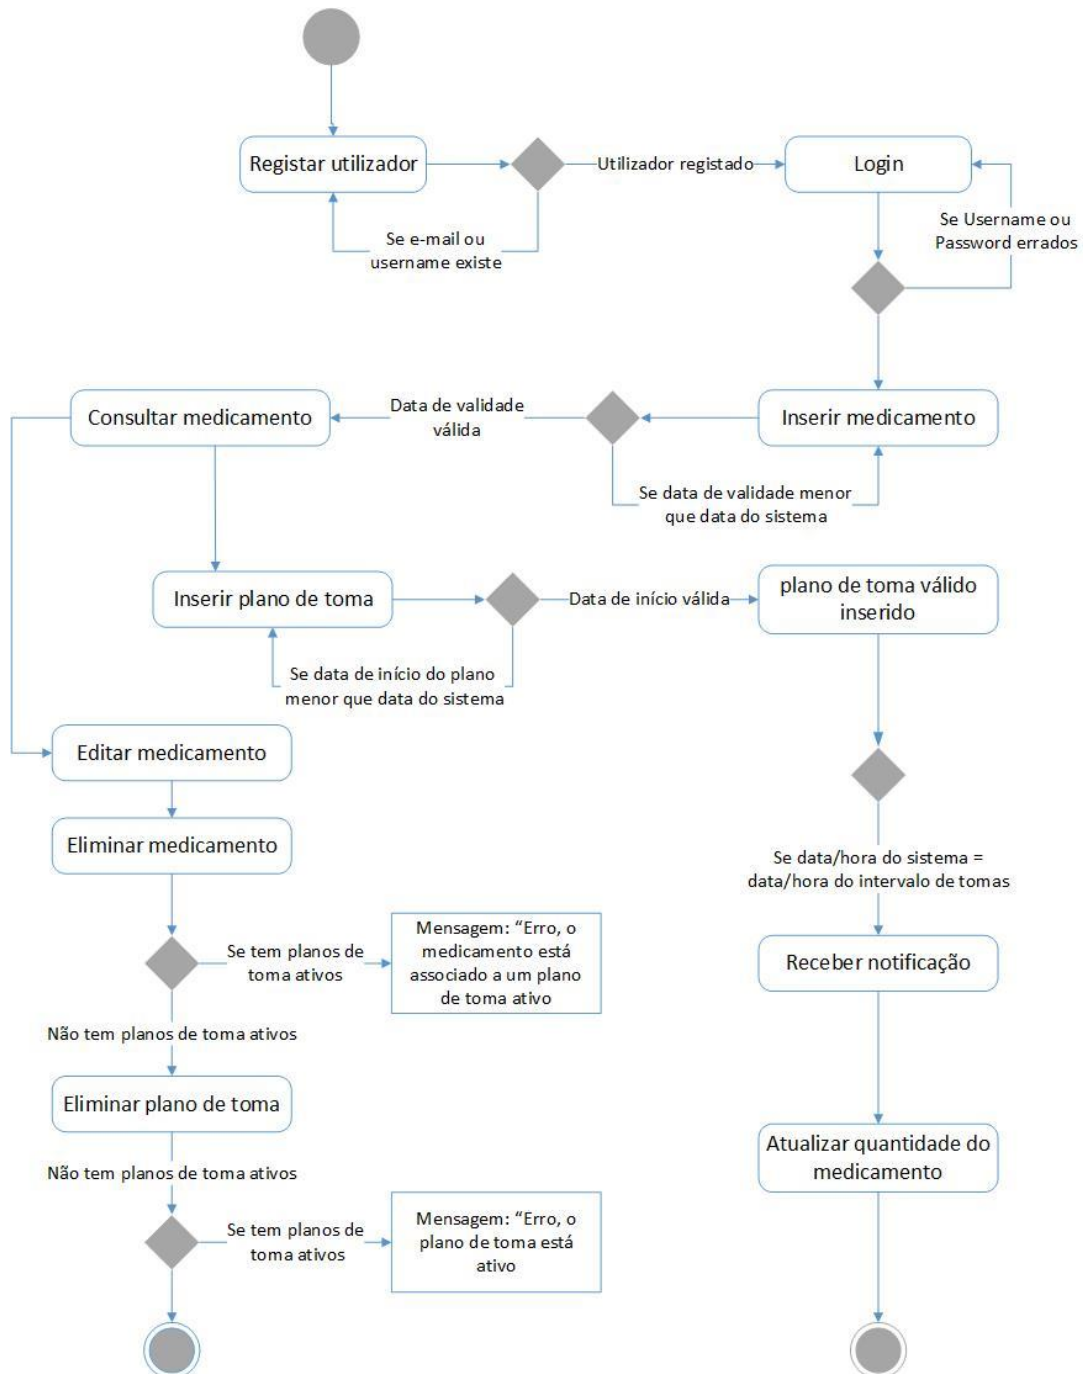 Registar utilizador
Utilizador registado
Login
Se e-mail ou
username existe
Se Username ou
Password errados
Consultar medicamento
Data de validade
válida
Inserir medicamento
Se data de validade menor
que data do sistema
Inserir plano de toma
Data de início válida
plano de toma válido
inserido
Se data de início do plano
menor que data do sistema
Editar medicamento
Eliminar medicamento
Se data/hora do sistema =
data/hora do intervalo de tomas
Se tem planos de
toma ativos
Mensagem: “Erro, o
medicamento está
associado a um plano
de toma ativo
Receber notificação
Não tem planos de toma ativos
Eliminar plano de toma
Não tem planos de toma ativos
Atualizar quantidade do
medicamento
Se tem planos de
toma ativos
Mensagem: “Erro, o
plano de toma está
ativo